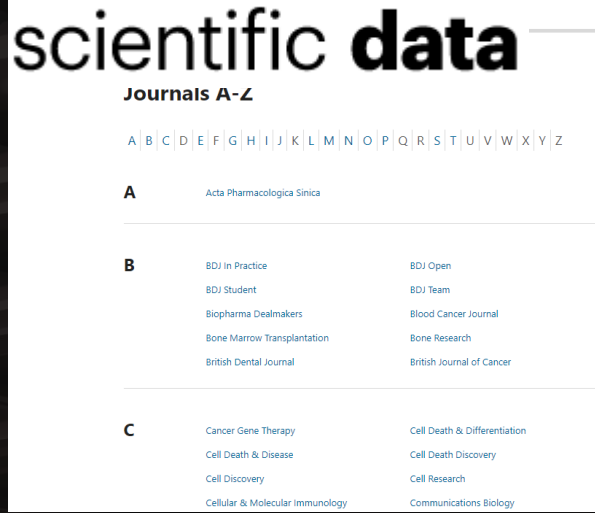 scientific data
Journals A-Z
A B C D E F G H I J K L M N O P Q R S T U V W X Y Z
A
Acta Pharmacologica Sinica
B
BDJ In Practice BDJ Open
BDJ Student BDJ Team
Biopharma Dealmakers Blood Cancer Journal
Bone Marrow Transplantation Bone Research
British Dental Journal British Journal of Cancer
C
Cancer Gene Therapy Cell Death & Differentiation
Cell Death & Disease Cell Death Discovery
Cell Discovery Cell Research
Cellular & Molecular Immunology Communications Biology